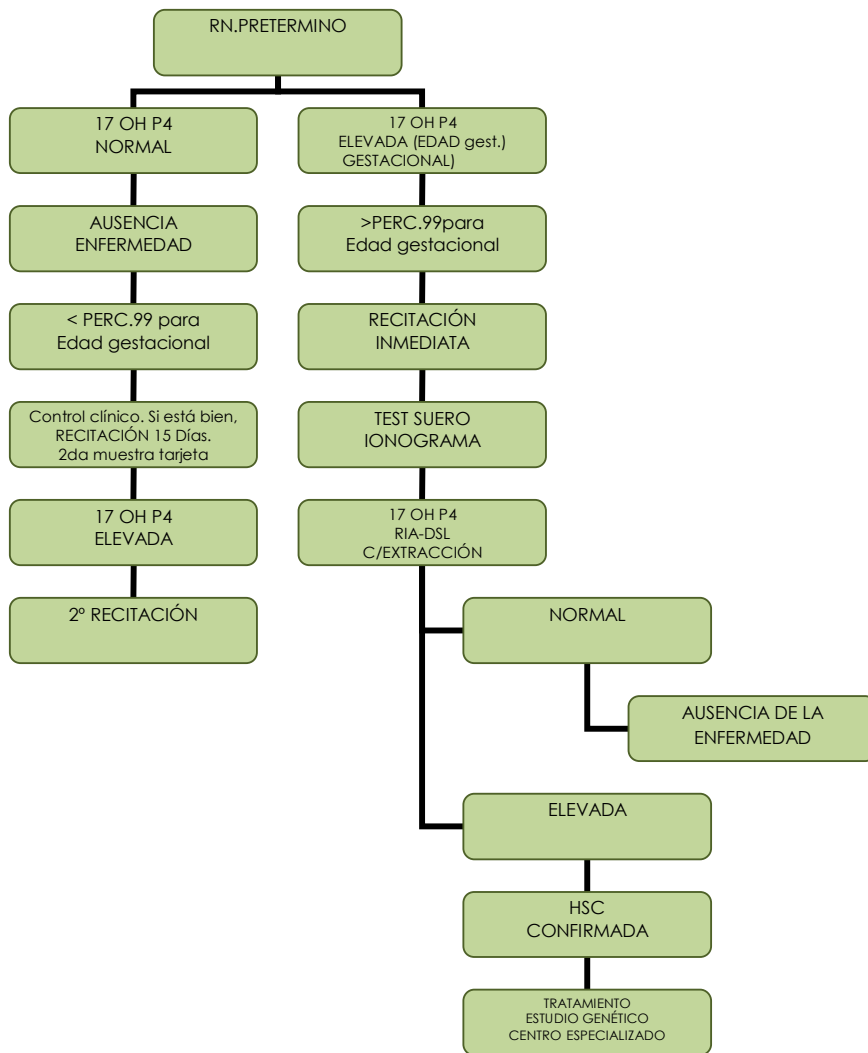 RN.PRETERMINO
17 OH P4
NORMAL
AUSENCIA
ENFERMEDAD
< PERC.99 para
Edad gestacional
Control clínico. Si está bien,
RECITACIÓN 15 Días.
2da muestra tarjeta
17 OH P4
ELEVADA
2º RECITACIÓN
17 OH P4
ELEVADA (EDAD gest.)
GESTACIONAL)
>PERC.99para
Edad gestacional
RECITACIÓN
INMEDIATA
TEST SUERO
IONOGRAMA
17 OH P4
RIA-DSL
C/EXTRACCIÓN
NORMAL
AUSENCIA DE LA
ENFERMEDAD
ELEVADA
HSC
CONFIRMADA
TRATAMIENTO
ESTUDIO GENÉTICO
CENTRO ESPECIALIZADO